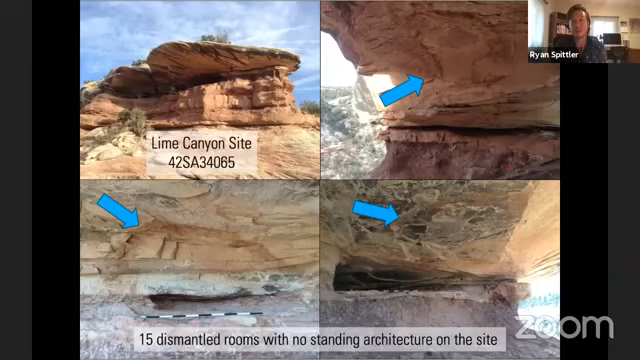 Ryan Spittler
Lime Canyon Site
42SA34065
15 dismantled rooms with no standing architecture on the site
zoom